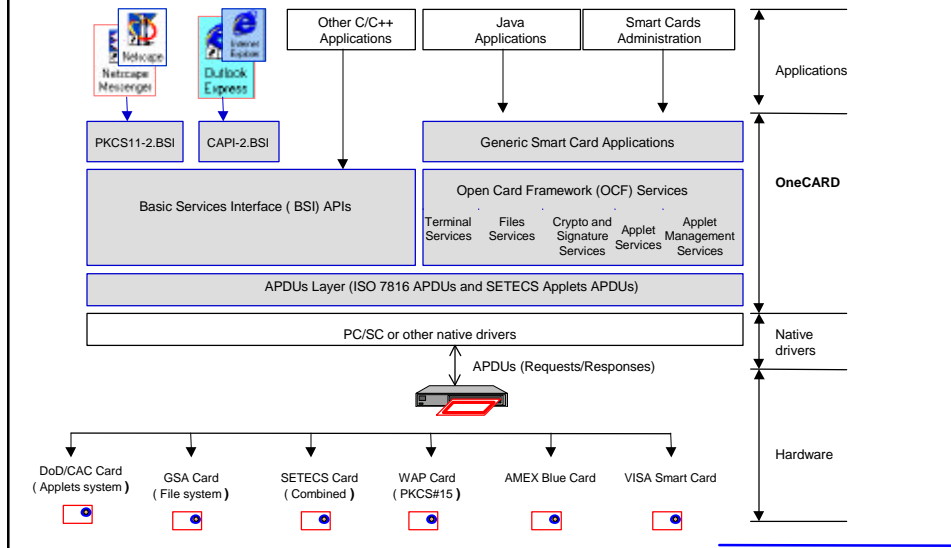 Netscape
Netscape
Messenger
Internet
Explorer
Outlook
Express
Other C/C++
Applications
Java
Applications
Smart Cards
Administration
Applications
PKCS11-2.BSI
CAPI-2.BSI
Generic Smart Card Applications
OneCARD
Basic Services Interface ( BSI) APIs
Open Card Framework (OCF) Services
Terminal
Services
Files
Services
Crypto and
Signature
Services
Applet
Services
Applet
Management
Services
APDUs Layer (ISO 7816 APDUs and SETECS Applets APDUs)
PC/SC or other native drivers
Native
drivers
APDUs (Requests/Responses)
Hardware
DoD/CAC Card
( Applets system )
GSA Card
( File system )
SETECS Card
( Combined )
WAP Card
( PKCS#15 )
AMEX Blue Card
VISA Smart Card